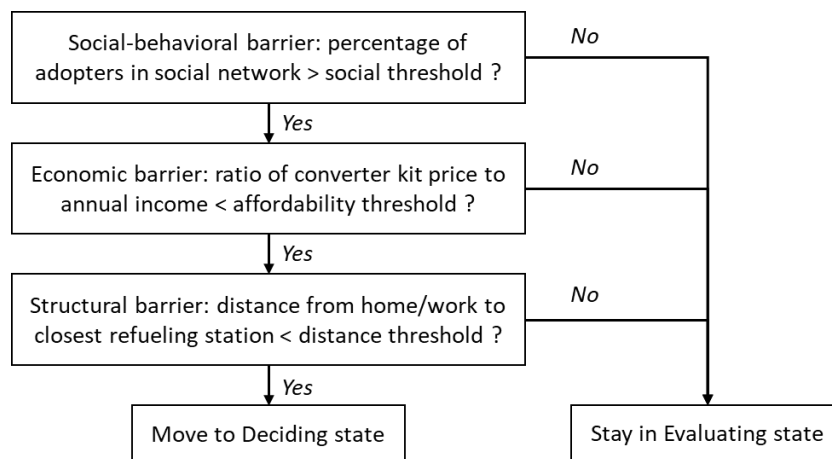 Social-behavioral barrier: percentage of
adopters in social network > social threshold ?
No
Yes
Economic barrier: ratio of converter kit price to
annual income < affordability threshold ?
No
Yes
Structural barrier: distance from home/work to
closest refueling station < distance threshold ?
No
Yes
Move to Deciding state
Stay in Evaluating state